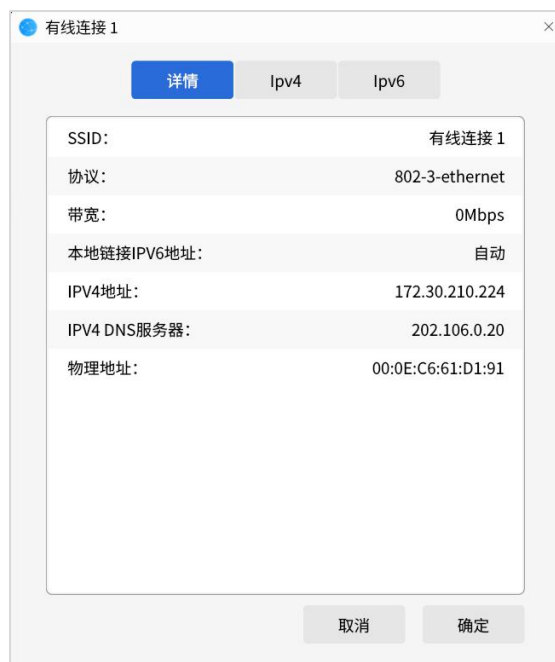 有线连接 1
详情 Ipv4 Ipv6
SSID: 有线连接 1
协议: 802-3-ethernet
带宽: 0Mbps
本地链接IPV6地址: 自动
IPV4地址: 172.30.210.224
IPV4 DNS服务器: 202.106.0.20
物理地址: 00:0E:C6:61:D1:91
取消 确定